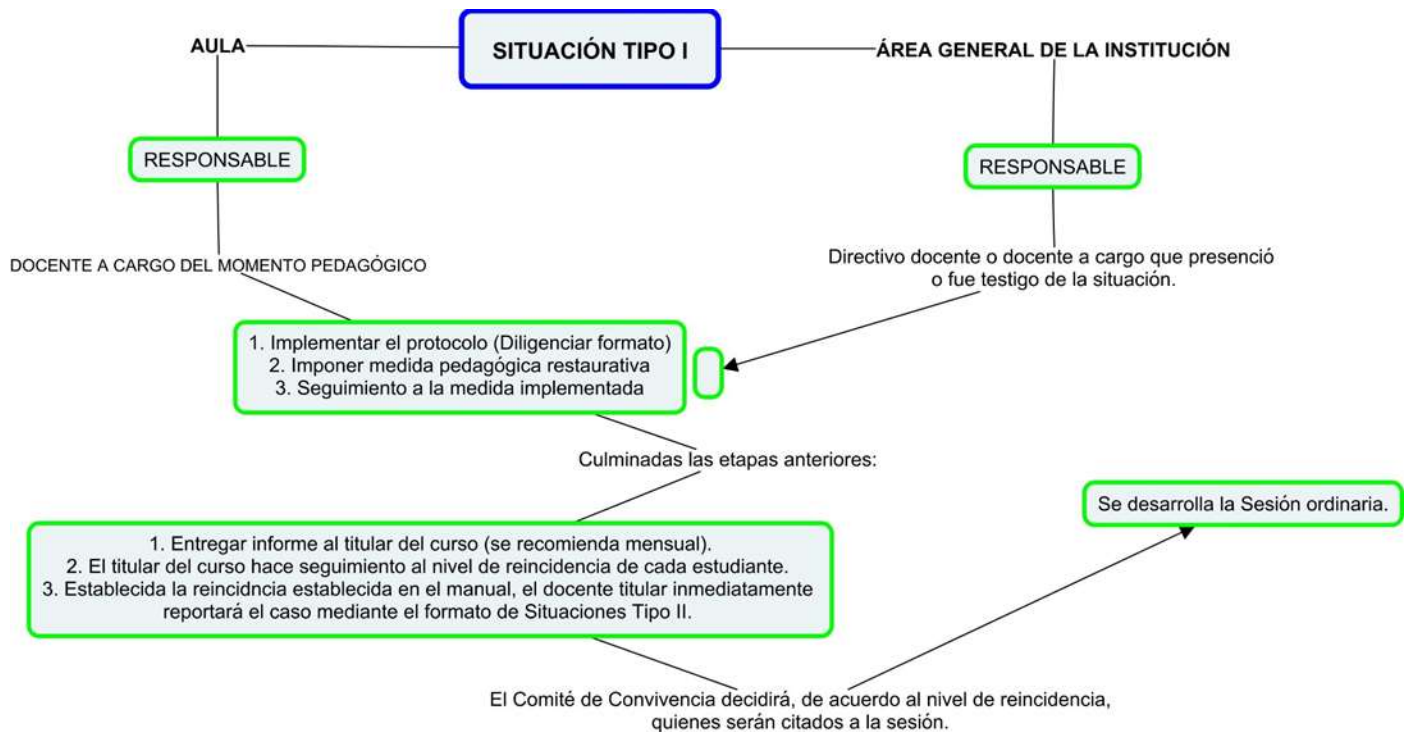 AULA
SITUACIÓN TIPO I
ÁREA GENERAL DE LA INSTITUCIÓN
RESPONSABLE
RESPONSABLE
DOCENTE A CARGO DEL MOMENTO PEDAGÓGICO
Directivo docente o docente a cargo que presenció
o fue testigo de la situación.
1. Implementar el protocolo (Diligenciar formato)
2. Imponer medida pedagógica restaurativa
3. Seguimiento a la medida implementada
Culminadas las etapas anteriores:
Se desarrolla la Sesión ordinaria.
1. Entregar informe al titular del curso (se recomienda mensual).
2. El titular del curso hace seguimiento al nivel de reincidencia de cada estudiante.
3. Establecida la reincidncia establecida en el manual, el docente titular inmediatamente
reportará el caso mediante el formato de Situaciones Tipo II.
El Comité de Convivencia decidirá, de acuerdo al nivel de reincidencia,
quienes serán citados a la sesión.